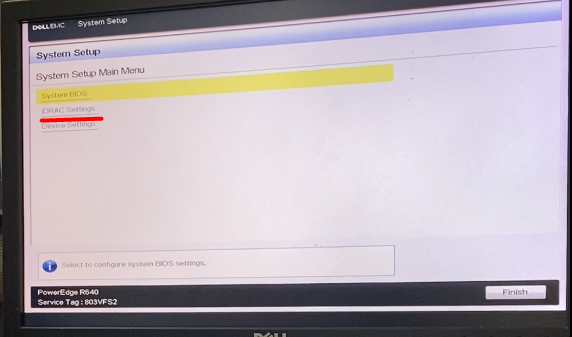 DELLEMC System Setup
System Setup
System Setup Main Menu
System BIOS
iDRAC Settings
Device Settings
Select to configure system BIOS settings.
PowerEdge R640
Service Tag : 803VFS2
Finish
DELL